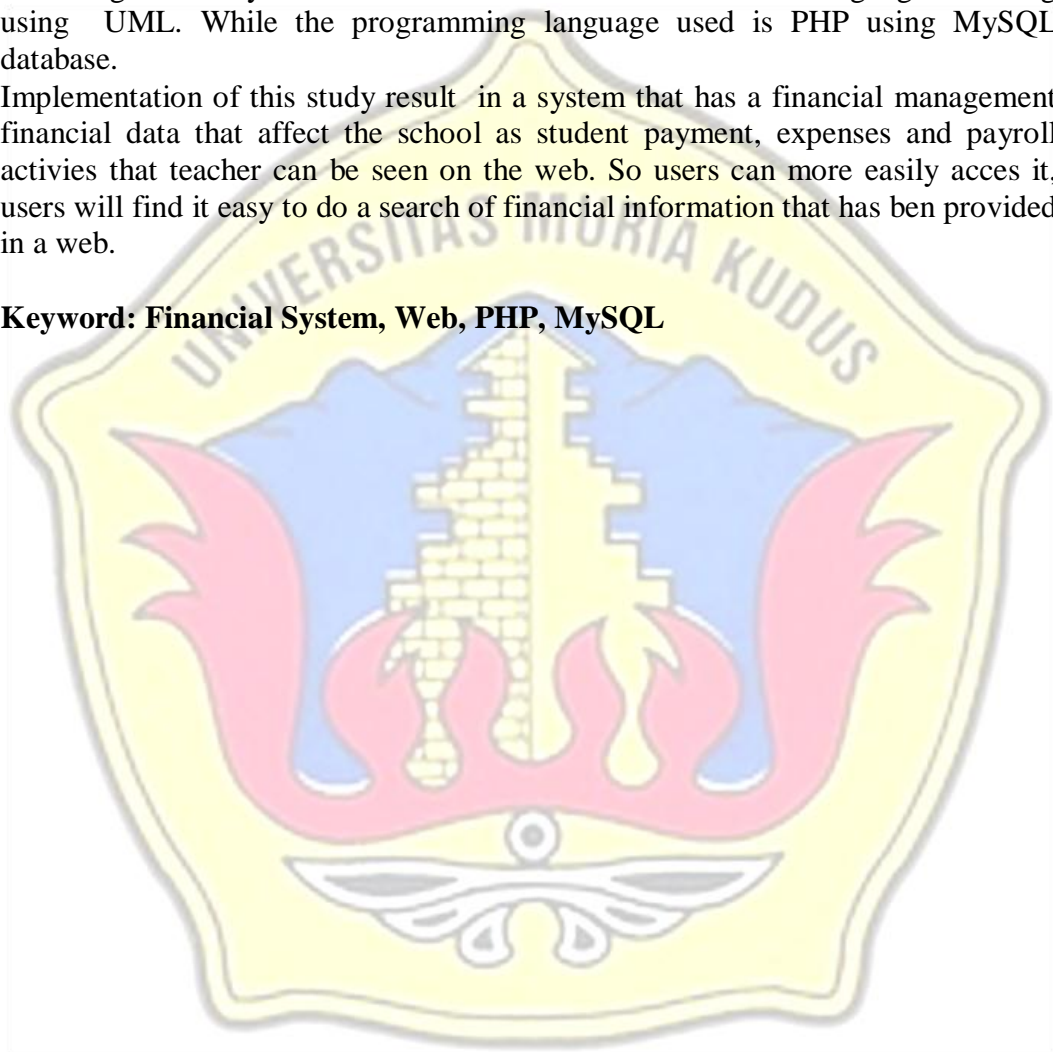 using UML. While the programming language used is PHP using MySQL
database.
Implementation of this study result in a system that has a financial management
financial data that affect the school as student payment, expenses and payroll
activies that teacher can be seen on the web. So users can more easily acces it,
users will find it easy to do a search of financial information that has ben provided
in a web.
UNIVERSITAS MURIA KUDUS
Keyword: Financial System, Web, PHP, MySQL